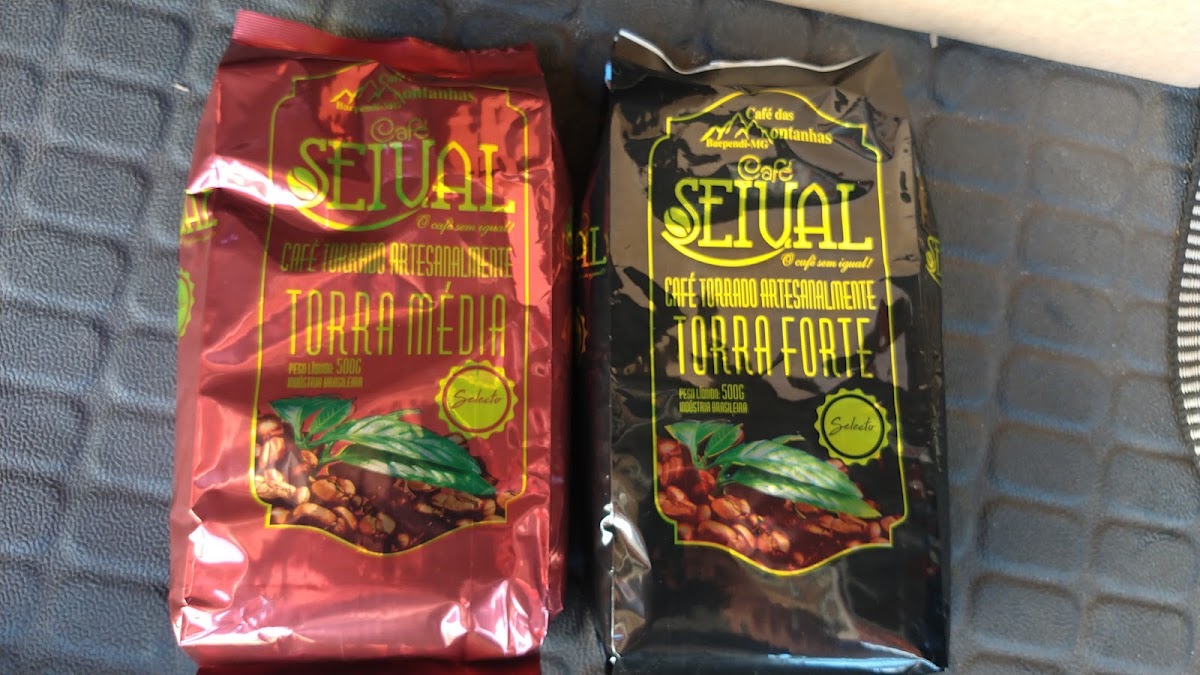 Café das
Montanhas
Baependi-MG
Café
SEIVAL
O café sem igual!
CAFÉ TORRADO ARTESANALMENTE
TORRA MÉDIA
PESO LÍQUIDO: 500G
INDÚSTRIA BRASILEIRA
Selecto
Café das
Montanhas
Baependi-MG
Café
SEIVAL
O café sem igual!
CAFÉ TORRADO ARTESANALMENTE
TORRA FORTE
PESO LÍQUIDO: 500G
INDÚSTRIA BRASILEIRA
Selecto